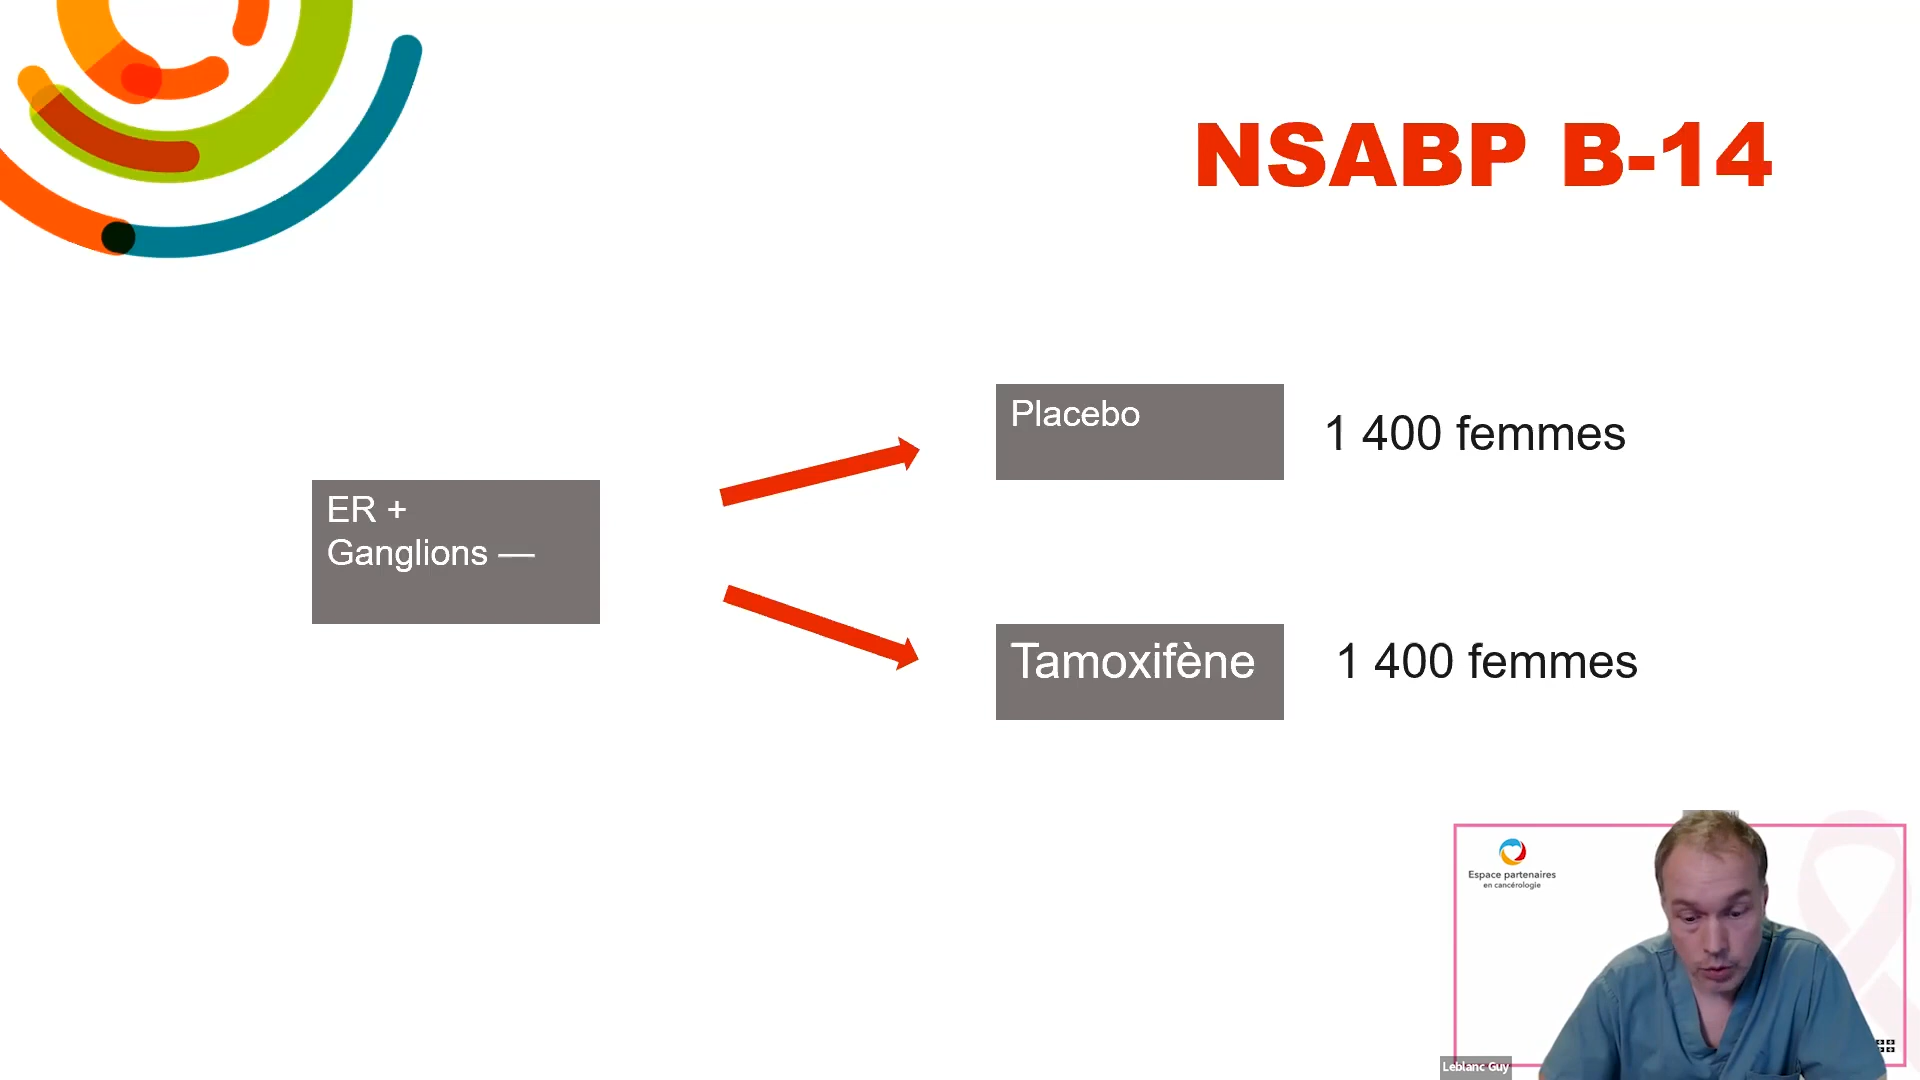 NSABP B-14
Placebo
1 400 femmes
ER +
Ganglions —
Tamoxifène
1 400 femmes
Espace partenaires
en cancérologie
Leblanc Guy